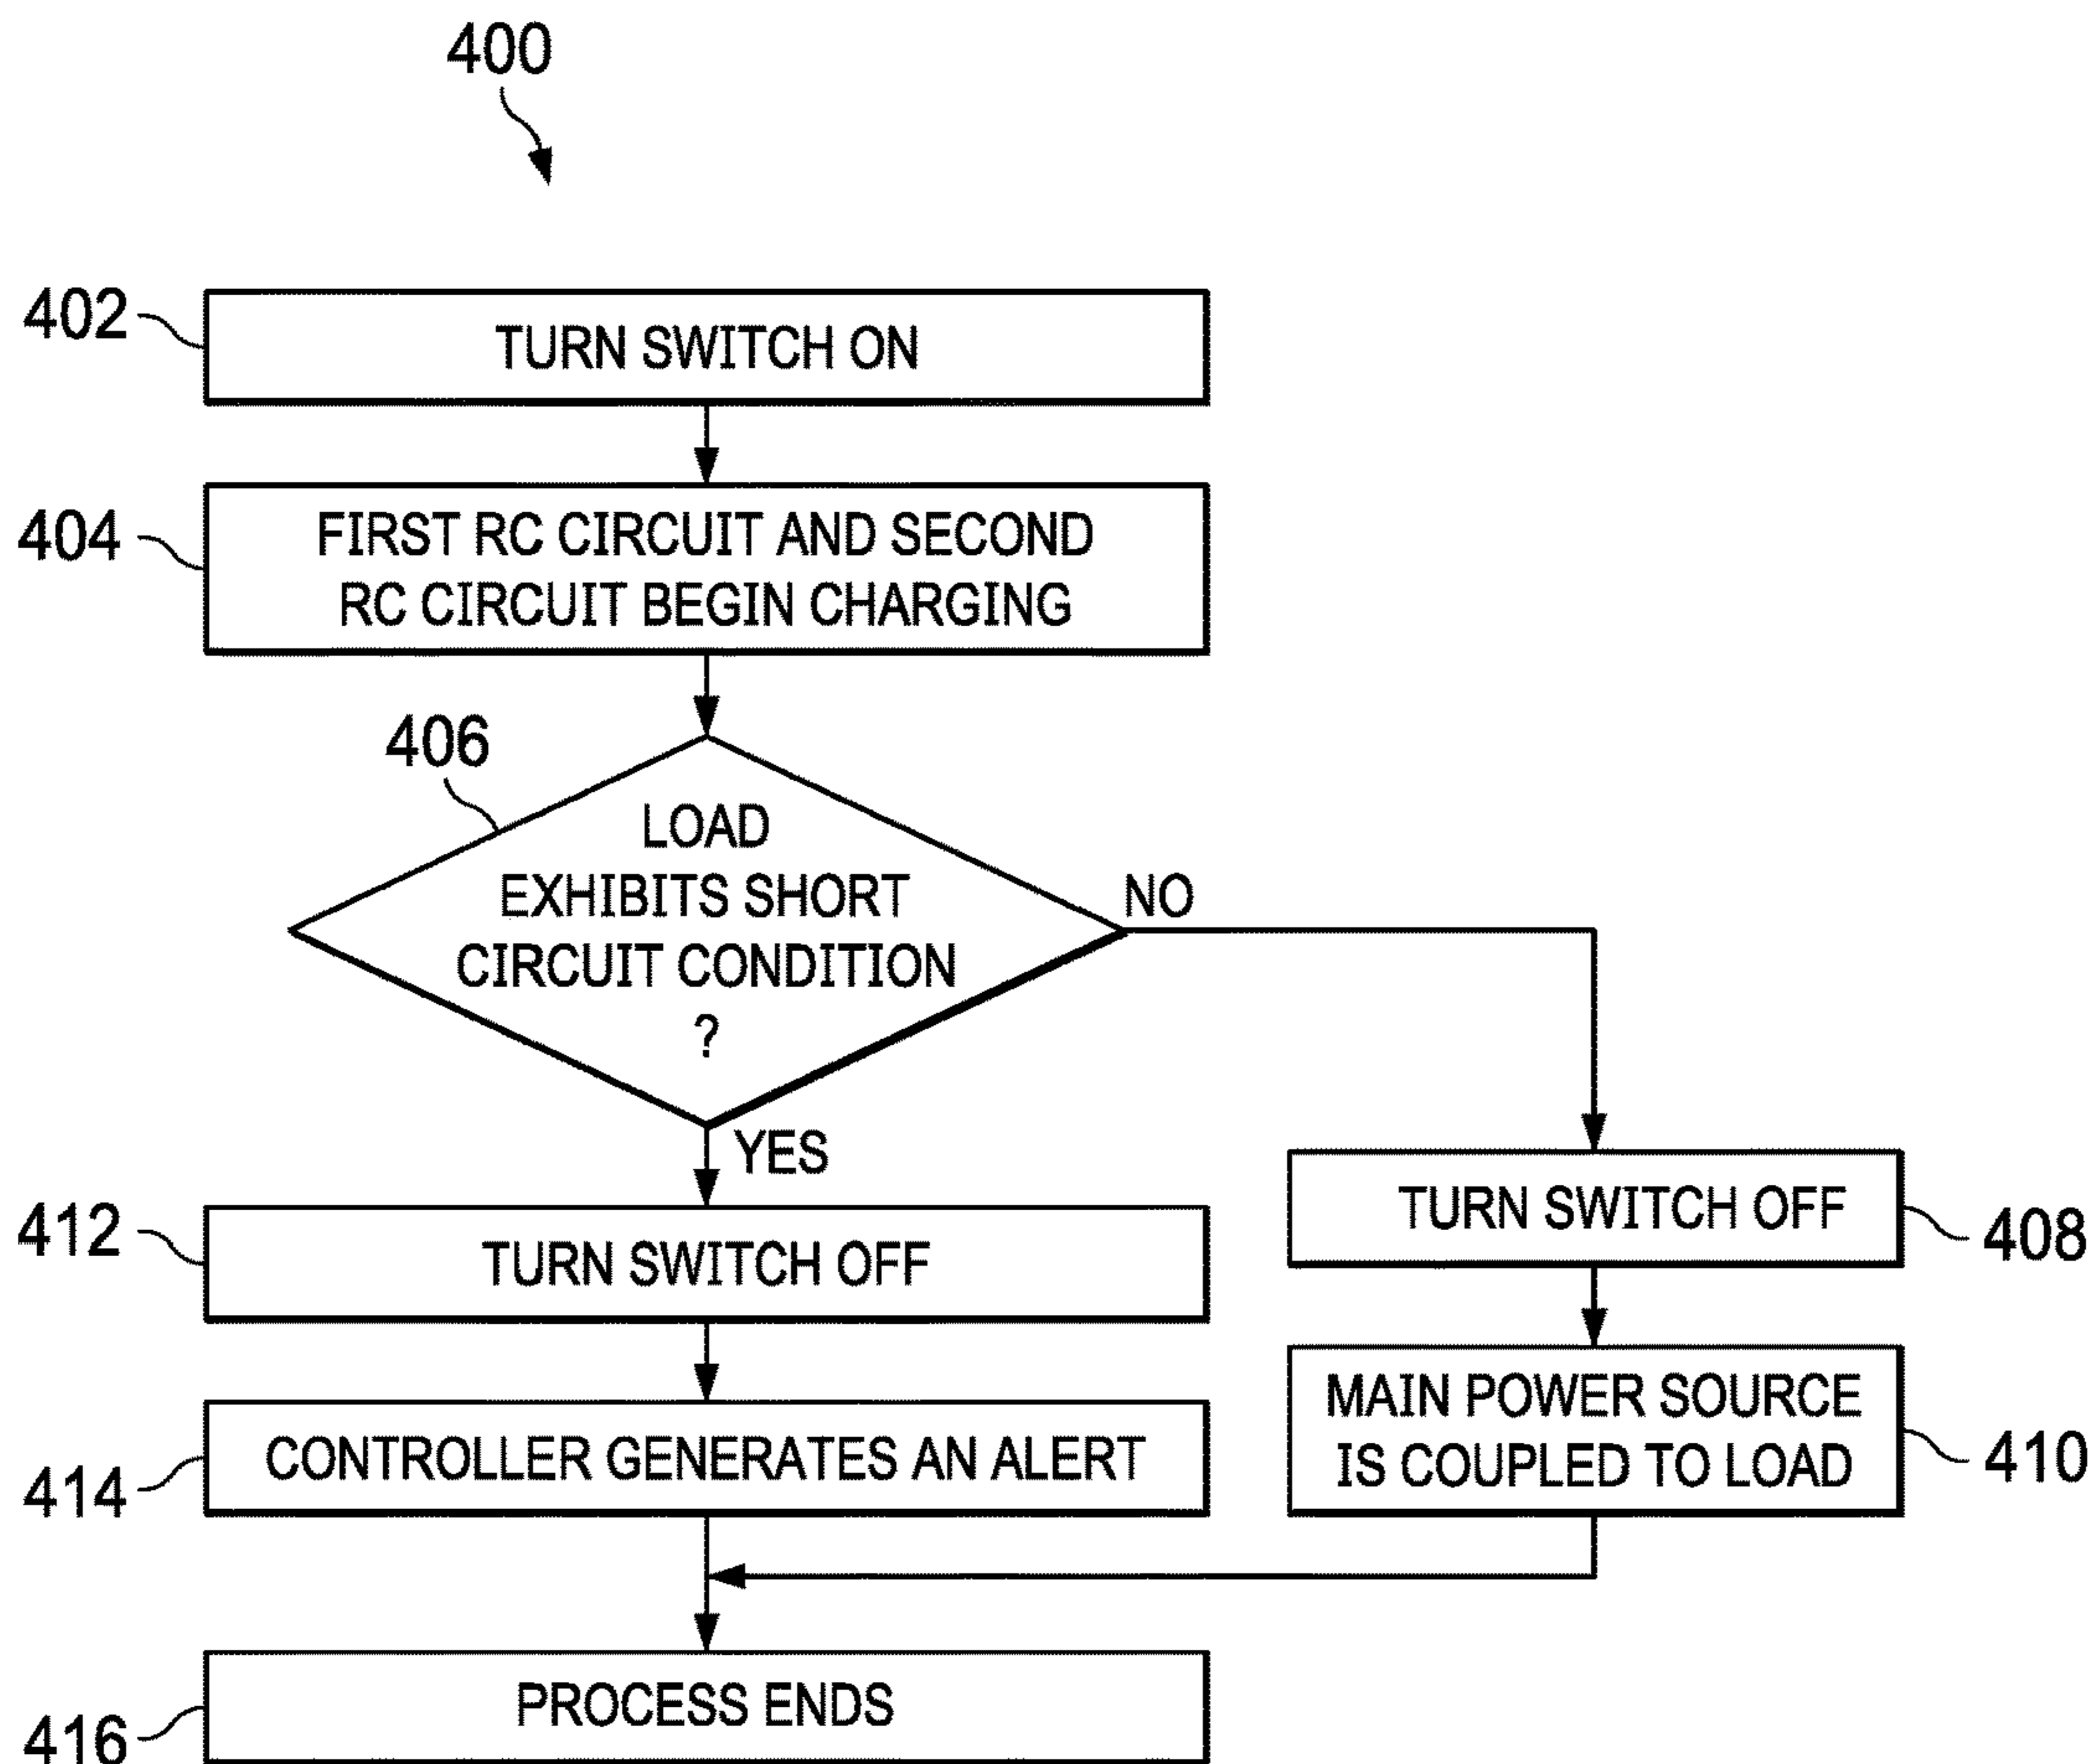 400
402
TURN SWITCH ON
404
FIRST RC CIRCUIT AND SECOND
RC CIRCUIT BEGIN CHARGING
406
LOAD
EXHIBITS SHORT
CIRCUIT CONDITION
?
NO
YES
412
TURN SWITCH OFF
TURN SWITCH OFF
408
414
CONTROLLER GENERATES AN ALERT
MAIN POWER SOURCE
IS COUPLED TO LOAD
410
416
PROCESS ENDS